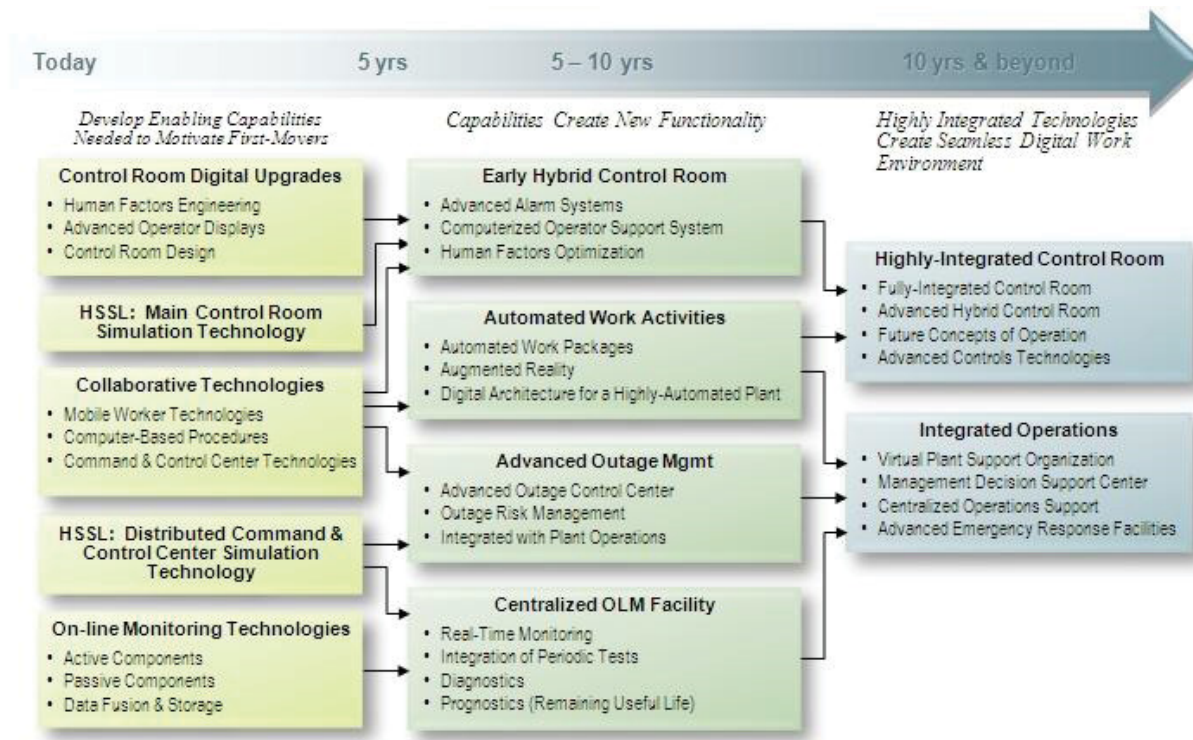 Today
5 yrs
5 – 10 yrs
10 yrs & beyond
Develop Enabling Capabilities
Needed to Motivate First-Movers
Capabilities Create New Functionality
Highly Integrated Technologies
Create Seamless Digital Work
Environment
Control Room Digital Upgrades
• Human Factors Engineering
• Advanced Operator Displays
• Control Room Design
HSSL: Main Control Room
Simulation Technology
Collaborative Technologies
• Mobile Worker Technologies
• Computer-Based Procedures
• Command & Control Center Technologies
HSSL: Distributed Command &
Control Center Simulation
Technology
On-line Monitoring Technologies
• Active Components
• Passive Components
• Data Fusion & Storage
Early Hybrid Control Room
• Advanced Alarm Systems
• Computerized Operator Support System
• Human Factors Optimization
Automated Work Activities
• Automated Work Packages
• Augmented Reality
• Digital Architecture for a Highly-Automated Plant
Advanced Outage Mgmt
• Advanced Outage Control Center
• Outage Risk Management
• Integrated with Plant Operations
Centralized OLM Facility
• Real-Time Monitoring
• Integration of Periodic Tests
• Diagnostics
• Prognostics (Remaining Useful Life)
Highly-Integrated Control Room
• Fully-Integrated Control Room
• Advanced Hybrid Control Room
• Future Concepts of Operation
• Advanced Controls Technologies
Integrated Operations
• Virtual Plant Support Organization
• Management Decision Support Center
• Centralized Operations Support
• Advanced Emergency Response Facilities